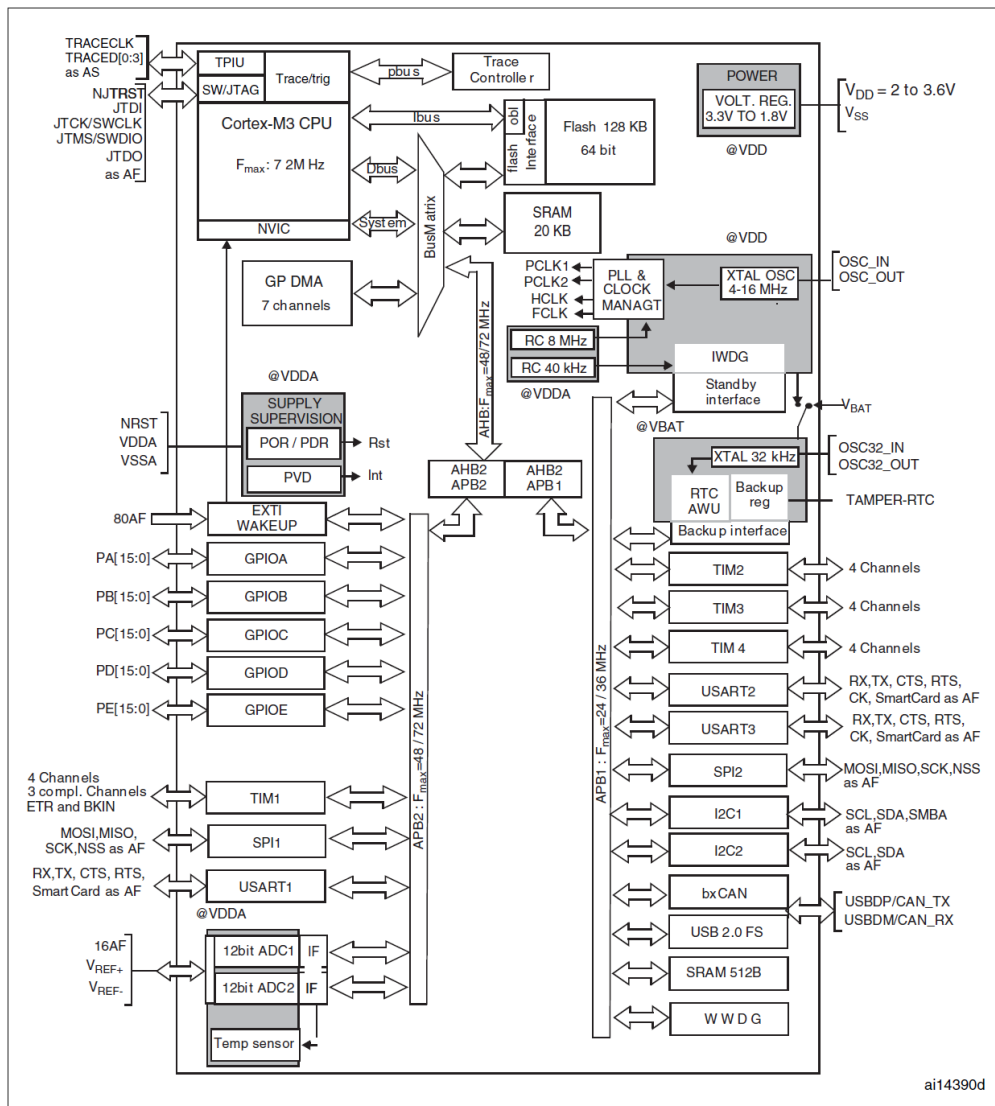 TRACECLK
TRACED[0:3]
as AS
TPIU
SW/JTAG
Trace/trig
pbus
Trace
Controller
NJTRST
JTDI
JTCK/SWCLK
JTMS/SWDIO
JTDO
as AF
Cortex-M3 CPU
Fmax: 7 2M Hz
NVIC
Ibus
Dbus
System
BusMatrix
flash obl
Interface
Flash 128 KB
64 bit
SRAM
20 KB
POWER
VOLT. REG.
3.3V TO 1.8V
@VDD
VDD = 2 to 3.6V
VSS
GP DMA
7 channels
AHB:Fmax=48/72 MHz
@VDD
PCLK1
PCLK2
HCLK
FCLK
PLL &
CLOCK
MANAGT
XTAL OSC
4-16 MHz
OSC_IN
OSC_OUT
RC 8 MHz
RC 40 kHz
@VDDA
IWDG
Standby
interface
@VBAT
VBAT
XTAL 32 kHz
OSC32_IN
OSC32_OUT
RTC
AWU
Backup
reg
TAMPER-RTC
Backup interface
@VDDA
SUPPLY
SUPERVISION
NRST
VDDA
VSSA
POR / PDR
Rst
PVD
Int
AHB2
APB2
AHB2
APB1
80AF
EXTI
WAKEUP
PA[15:0]
GPIOA
PB[15:0]
GPIOB
PC[15:0]
GPIOC
PD[15:0]
GPIOD
PE[15:0]
GPIOE
APB2 : Fmax=48 / 72 MHz
4 Channels
3 compl. Channels
ETR and BKIN
TIM1
MOSI,MISO,
SCK,NSS as AF
SPI1
RX,TX, CTS, RTS,
SmartCard as AF
USART1
@VDDA
16AF
VREF+
VREF-
12bit ADC1
IF
12bit ADC2
IF
Temp sensor
APB1 : Fmax=24 / 36 MHz
TIM2
4 Channels
TIM3
4 Channels
TIM 4
4 Channels
USART2
RX,TX, CTS, RTS,
CK, SmartCard as AF
USART3
RX,TX, CTS, RTS,
CK, SmartCard as AF
SPI2
MOSI,MISO,SCK,NSS
as AF
I2C1
SCL,SDA,SMBA
as AF
I2C2
SCL,SDA
as AF
bxCAN
USBDP/CAN_TX
USBDM/CAN_RX
USB 2.0 FS
SRAM 512B
W W D G
ai14390d